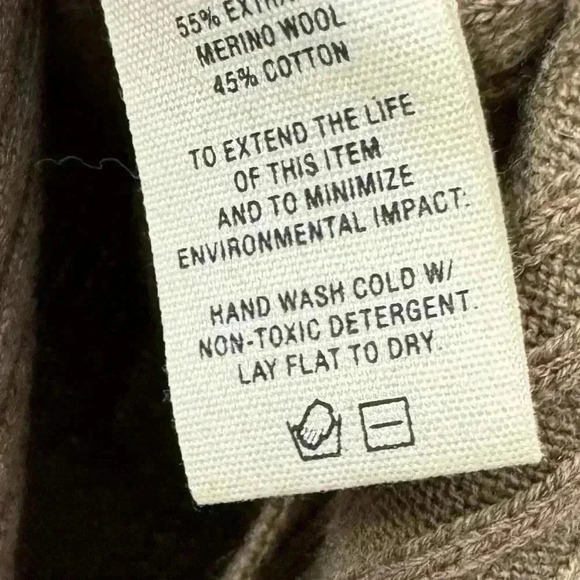 55%
MERINO WOOL
45% COTTON
TO EXTEND THE LIFE
OF THIS ITEM
AND TO MINIMIZE
ENVIRONMENTAL IMPACT:
HAND WASH COLD W/
NON-TOXIC DETERGENT.
LAY FLAT TO DRY.